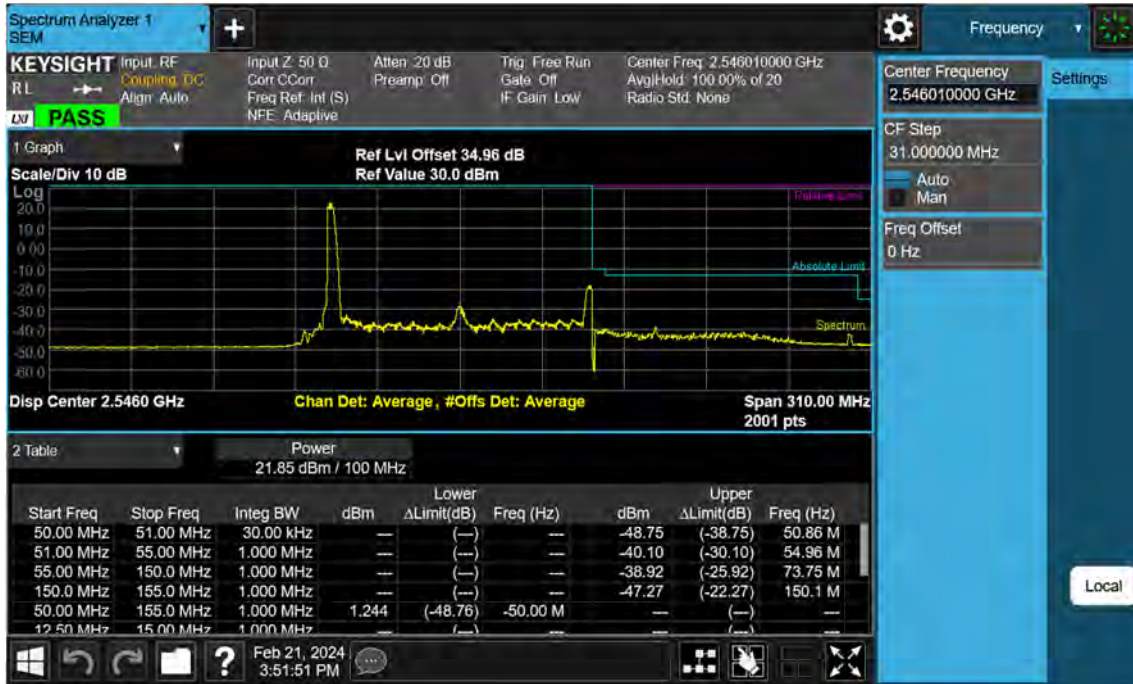 Spectrum Analyzer 1
SEM
Frequency
KEYSIGHT Input: RF Input Z: 50 Ω Atten: 20 dB Trig: Free Run Center Freq: 2.546010000 GHz
RL Coupling: DC Corr CCorr Preamp: Off Gate: Off Avg|Hold: 100.00% of 20
Align: Auto Freq Ref: Int (S) IF Gain: Low Radio Std: None
LXI PASS NFE: Adaptive
Center Frequency
2.546010000 GHz
Settings
CF Step
31.000000 MHz
Auto
Man
Freq Offset
0 Hz
1 Graph
Ref Lvl Offset 34.96 dB
Scale/Div 10 dB Ref Value 30.0 dBm
Log
Relative Limit
20.0
10.0
0.00
-10.0 Absolute Limit
-20.0
-30.0
-40.0 Spectrum
-50.0
-60.0
Disp Center 2.5460 GHz Chan Det: Average, #Offs Det: Average Span 310.00 MHz
2001 pts
2 Table Power
21.85 dBm / 100 MHz
Lower Upper
Start Freq Stop Freq Integ BW dBm ΔLimit(dB) Freq (Hz) dBm ΔLimit(dB) Freq (Hz)
50.00 MHz 51.00 MHz 30.00 kHz --- (---) --- -48.75 (-38.75) 50.86 M
51.00 MHz 55.00 MHz 1.000 MHz --- (---) --- -40.10 (-30.10) 54.96 M
55.00 MHz 150.0 MHz 1.000 MHz --- (---) --- -38.92 (-25.92) 73.75 M
150.0 MHz 155.0 MHz 1.000 MHz --- (---) --- -47.27 (-22.27) 150.1 M
50.00 MHz 155.0 MHz 1.000 MHz 1.244 (-48.76) -50.00 M --- (---) ---
12.50 MHz 15.00 MHz 1.000 MHz --- (---) --- --- (---) ---
Local
? Feb 21, 2024
3:51:51 PM